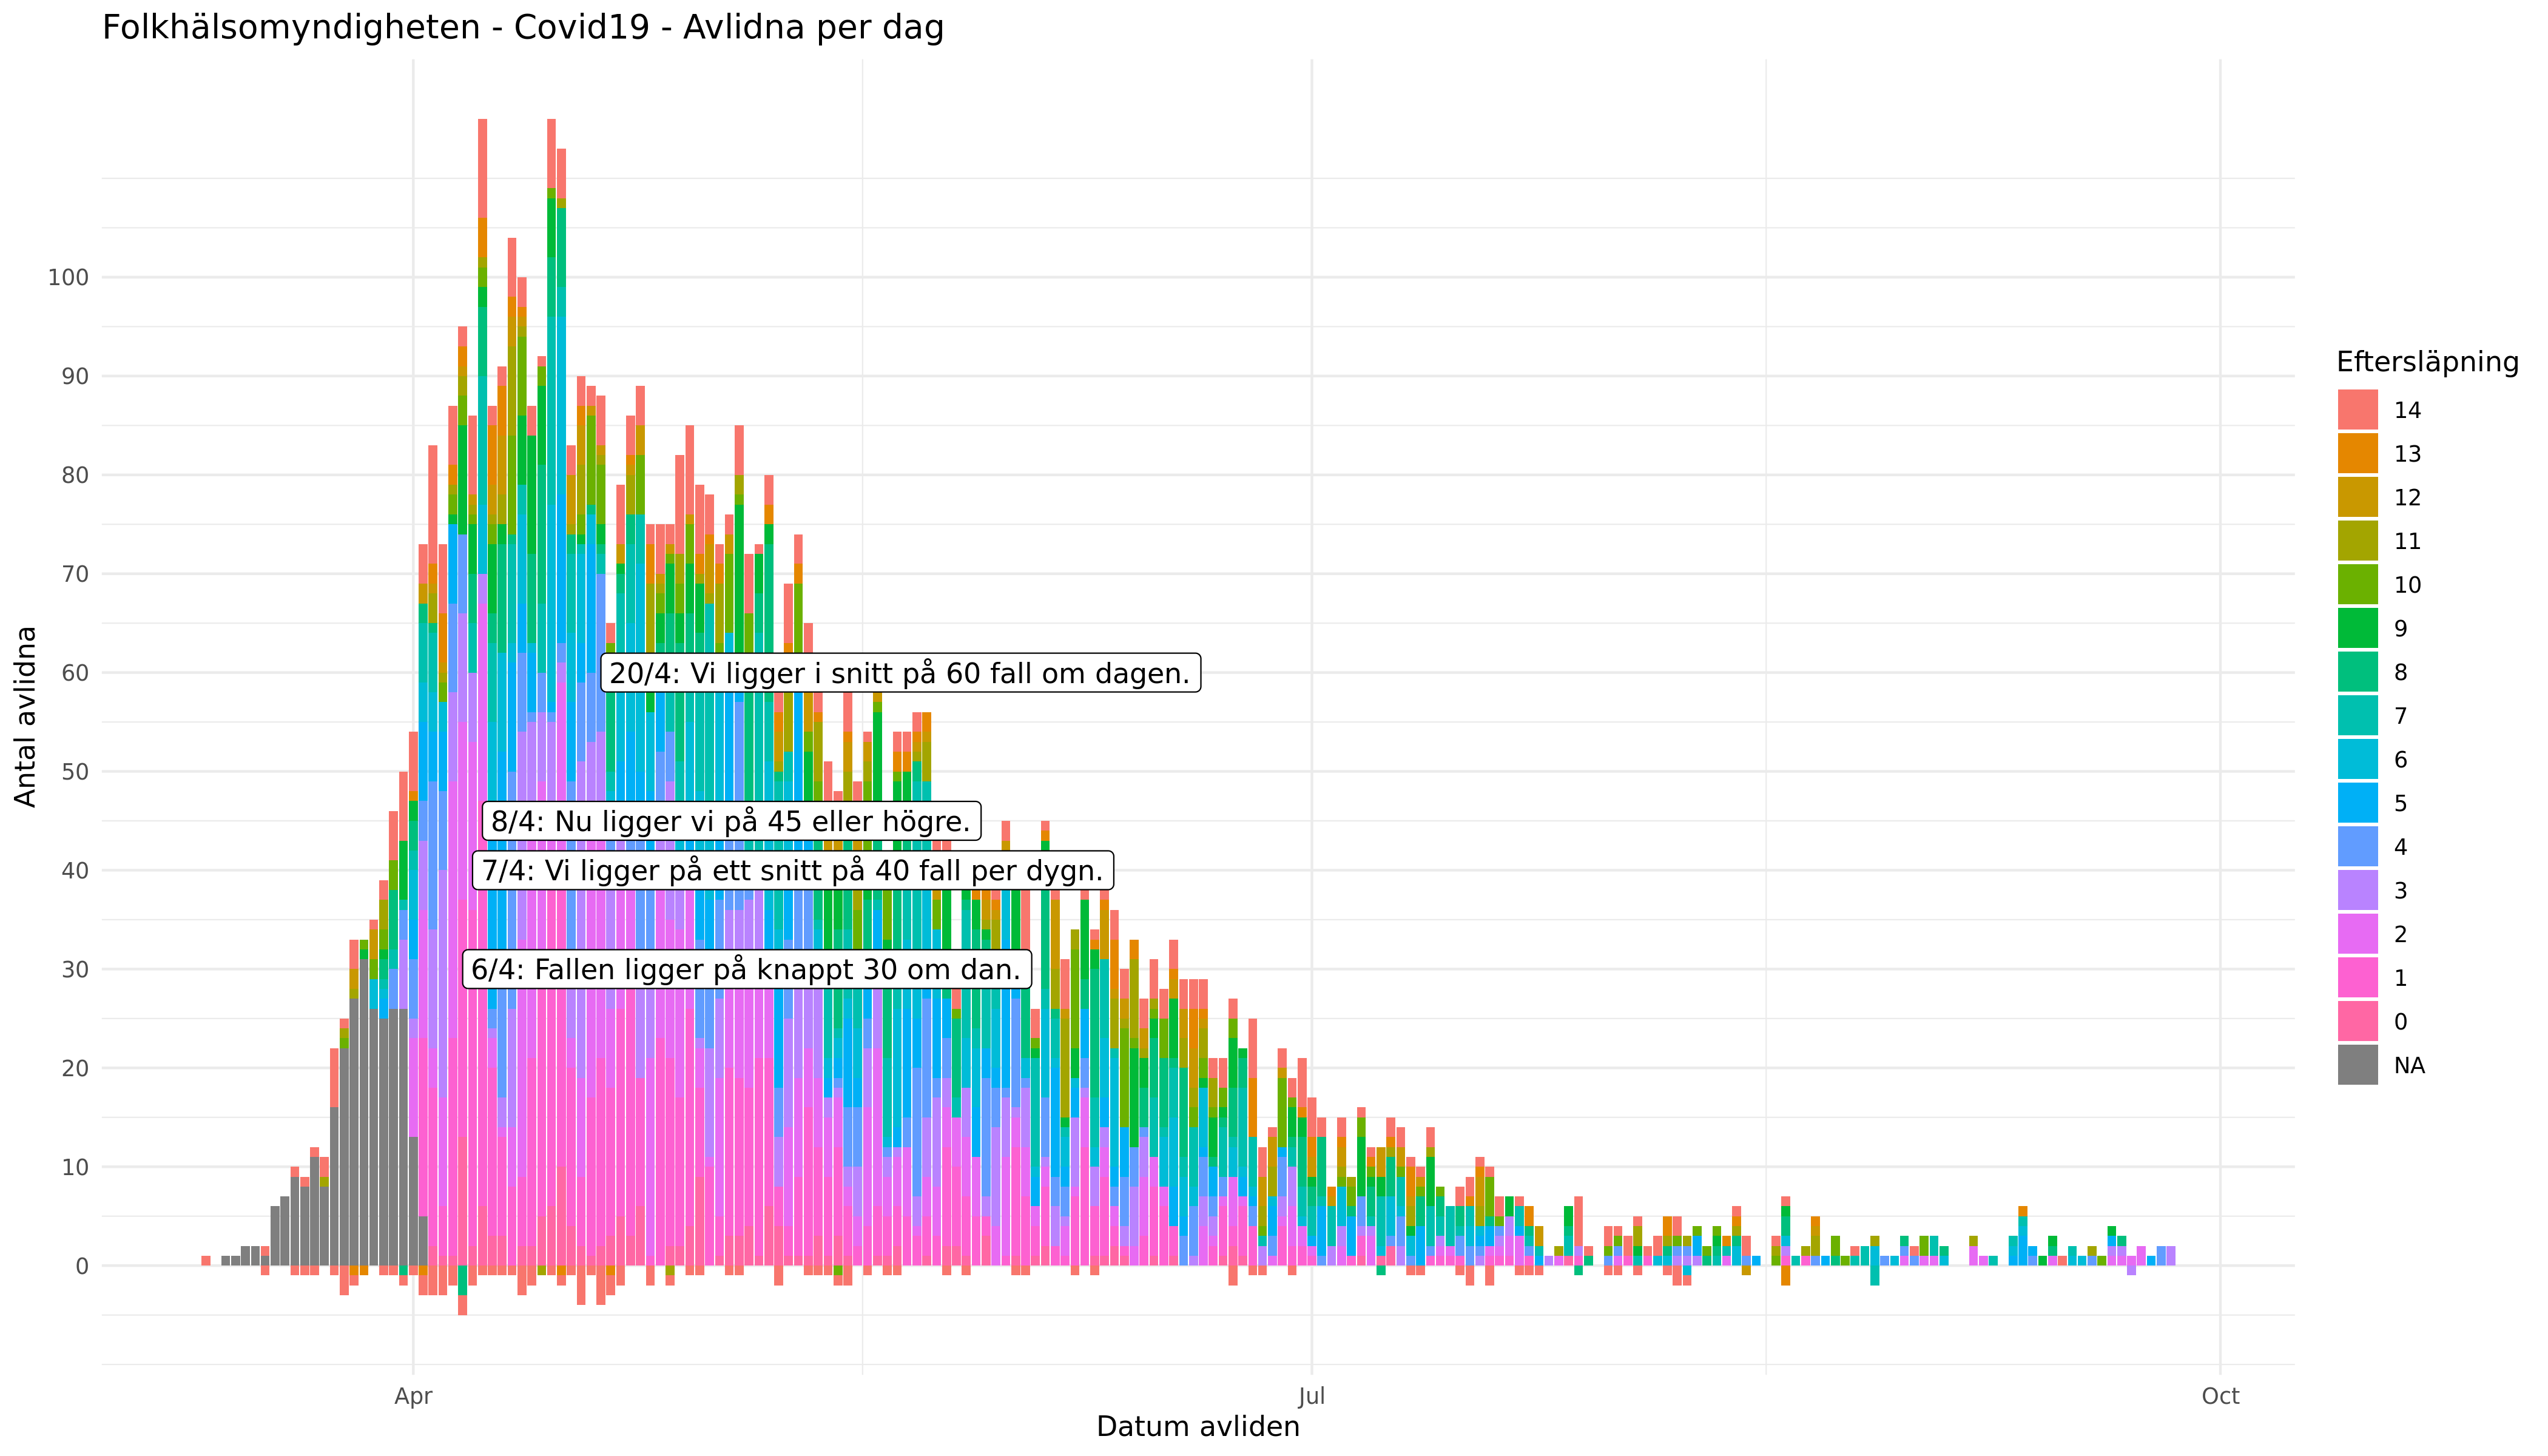 Folkhälsomyndigheten - Covid19 - Avlidna per dag
Antal avlidna
100
90
80
70
60
50
40
30
20
10
0
20/4: Vi ligger i snitt på 60 fall om dagen.
8/4: Nu ligger vi på 45 eller högre.
7/4: Vi ligger på ett snitt på 40 fall per dygn.
6/4: Fallen ligger på knappt 30 om dan.
Apr
Jul
Oct
Datum avliden
Eftersläpning
14
13
12
11
10
9
8
7
6
5
4
3
2
1
0
NA